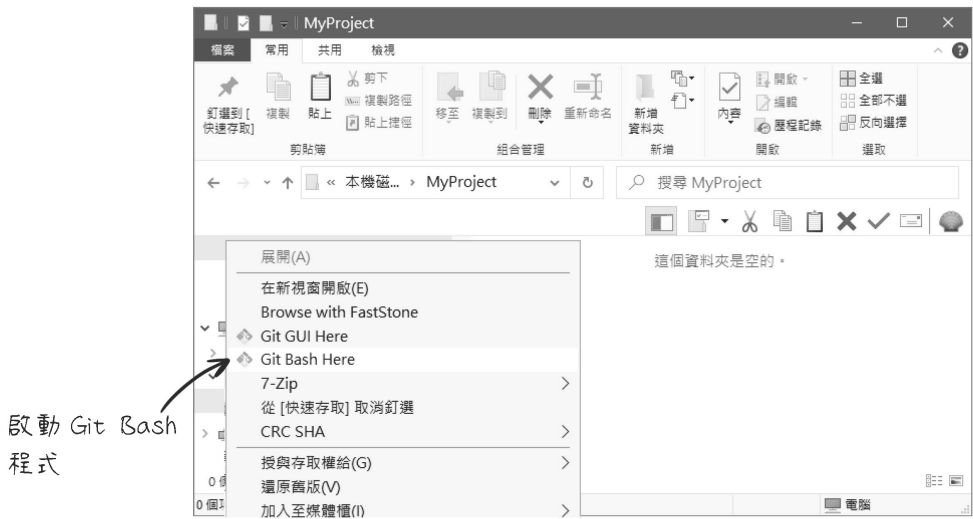 MyProject
檔案 常用 共用 檢視
釘選到 [
快速存取]
複製
貼上
剪下
複製路徑
貼上捷徑
剪貼簿
移至
複製到
刪除
重新命名
組合管理
新增
資料夾
新增
內容
開啟
編輯
歷程記錄
開啟
全選
全部不選
反向選擇
選取
« 本機磁... › MyProject
搜尋 MyProject
這個資料夾是空的。
展開(A)
在新視窗開啟(E)
Browse with FastStone
Git GUI Here
Git Bash Here
7-Zip
從 [快速存取] 取消釘選
CRC SHA
授與存取權給(G)
還原舊版(V)
加入至媒體櫃(I)
啟動 Git Bash
程式
0 個
電腦